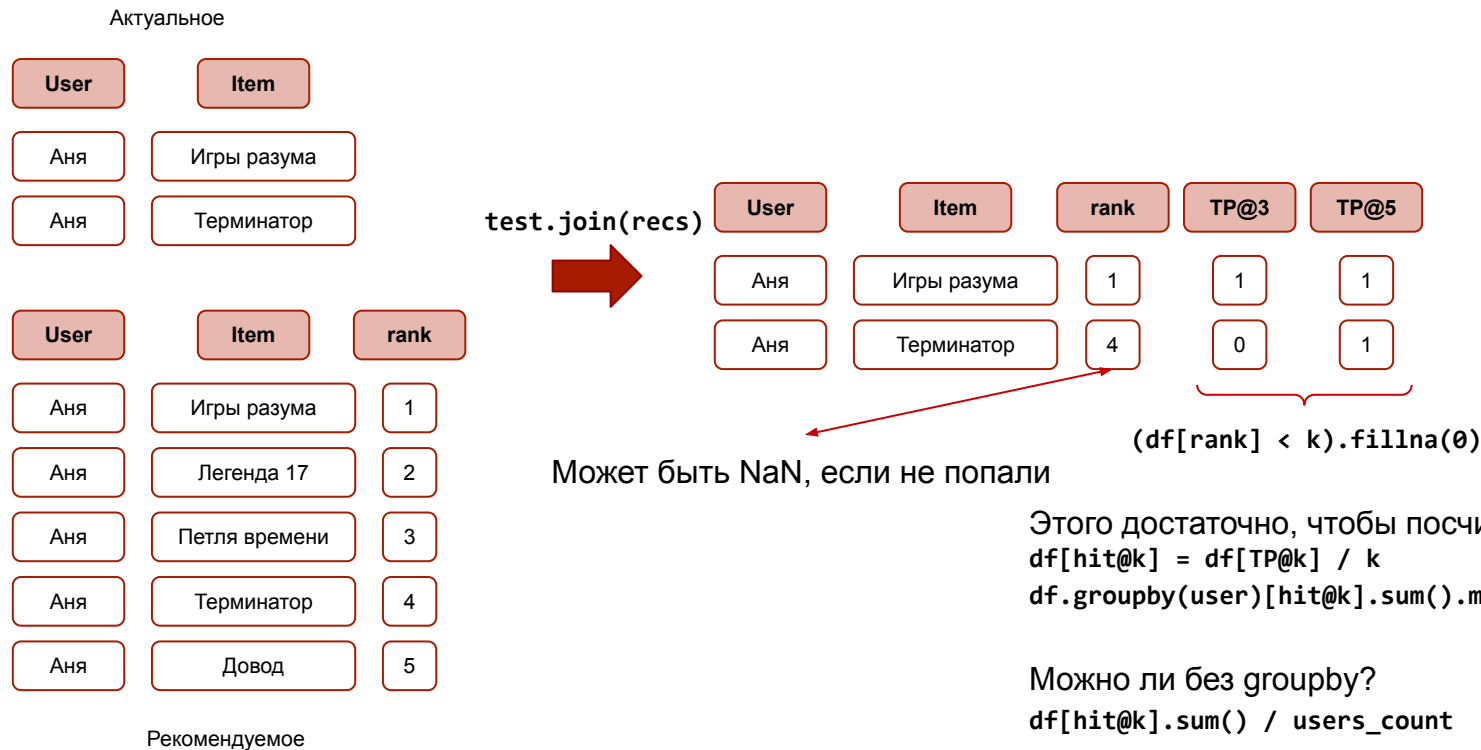 Актуальное
User Item
Аня Игры разума
Аня Терминатор
User Item rank
Аня Игры разума 1
Аня Легенда 17 2
Аня Петля времени 3
Аня Терминатор 4
Аня Довод 5
Рекомендуемое
test.join(recs)
User Item rank TP@3 TP@5
Аня Игры разума 1 1 1
Аня Терминатор 4 0 1
(df[rank] < k).fillna(0)
Может быть NaN, если не попали
Этого достаточно, чтобы
df[hit@k] = df[TP@k] / k
df.groupby(user)[hit@k].sum().
Можно ли без groupby?
df[hit@k].sum() / users_count